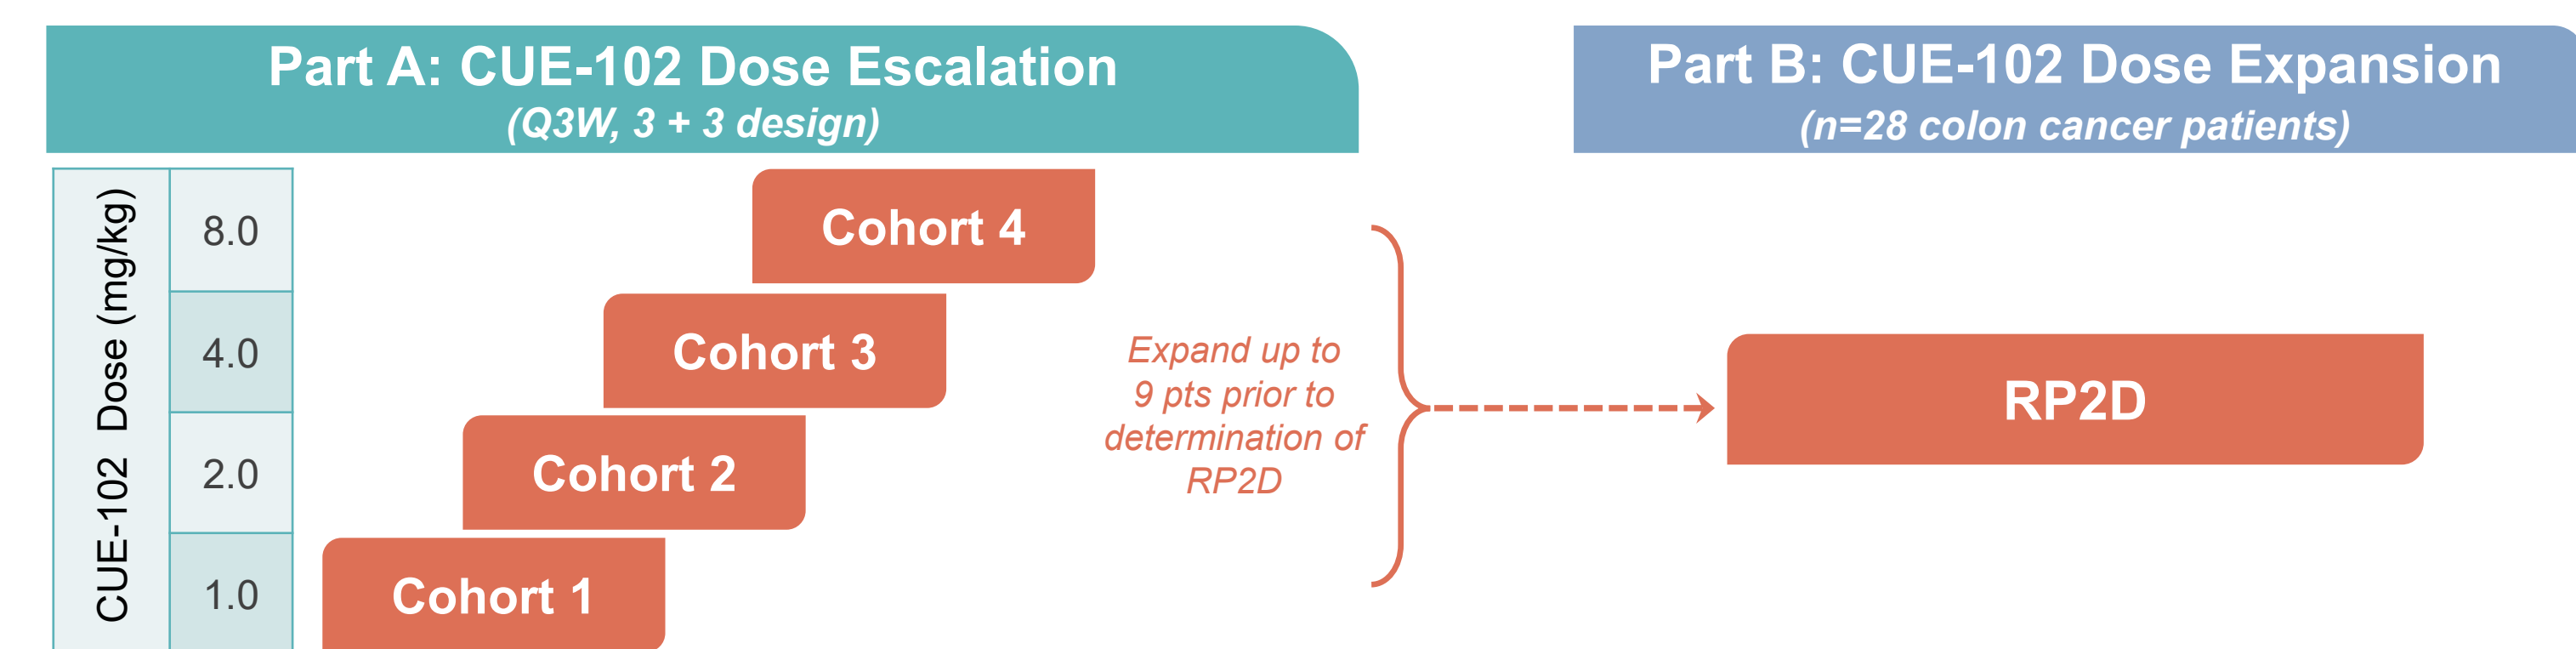 Part A: CUE-102 Dose Escalation
(Q3W, 3 + 3 design)
Part B: CUE-102 Dose Expansion
(n=28 colon cancer patients)
CUE-102 Dose (mg/kg)
8.0
Cohort 4
4.0
Cohort 3
2.0
Cohort 2
1.0
Cohort 1
Expand up to
9 pts prior to
determination of
RP2D
RP2D